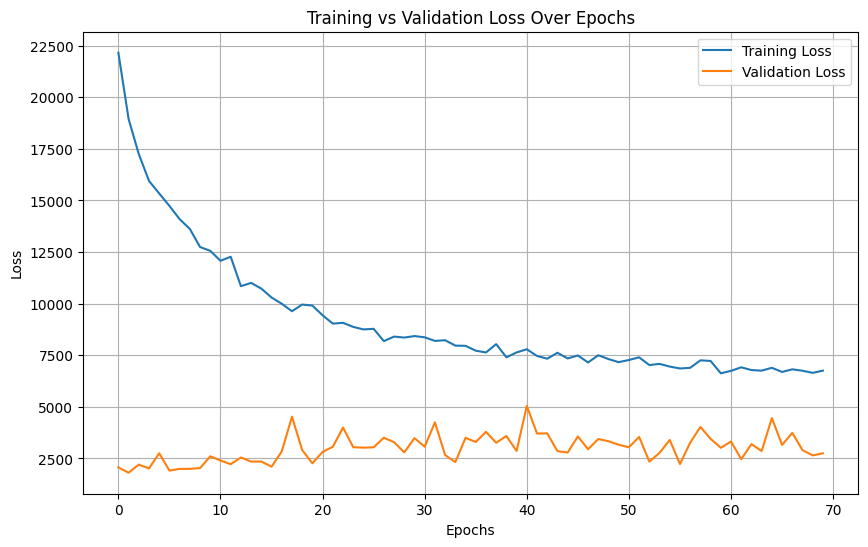 Training vs Validation Loss Over Epochs
Training Loss
Validation Loss
22500
20000
17500
15000
12500
10000
7500
5000
2500
Loss
0 10 20 30 40 50 60 70
Epochs